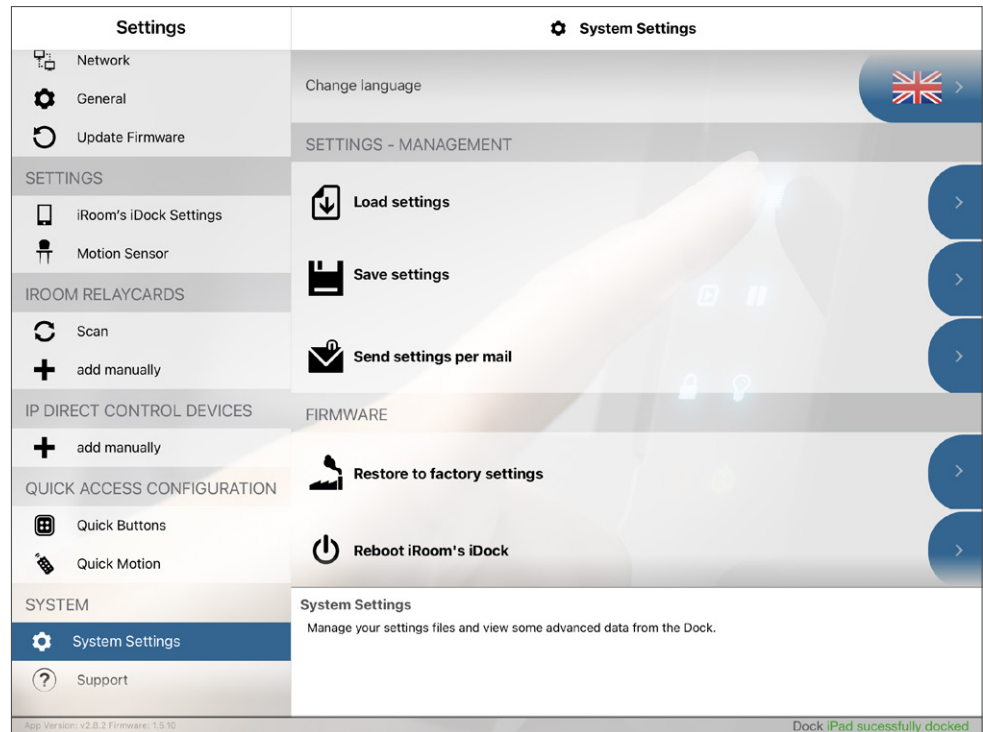 Settings
Network
General
Update Firmware
SETTINGS
iRoom's iDock Settings
Motion Sensor
IROOM RELAYCARDS
Scan
add manually
IP DIRECT CONTROL DEVICES
add manually
QUICK ACCESS CONFIGURATION
Quick Buttons
Quick Motion
SYSTEM
System Settings
Support
App Version: v2.8.2 Firmware: 1.5.10
System Settings
Change language
SETTINGS - MANAGEMENT
Load settings
Save settings
Send settings per mail
FIRMWARE
Restore to factory settings
Reboot iRoom's iDock
System Settings
Manage your settings files and view some advanced data from the Dock.
Dock iPad sucessfully docked